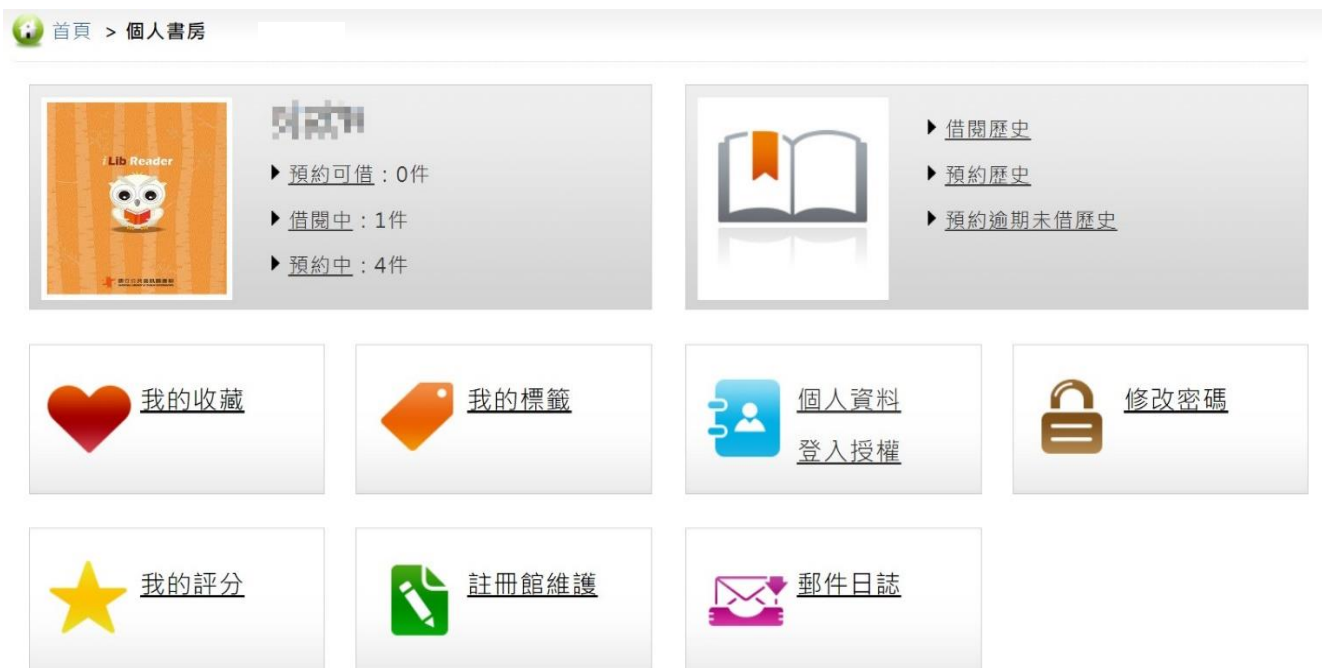 首頁 > 個人書房
iLib Reader
預約可借：0件
借閱中：1件
預約中：4件
借閱歷史
預約歷史
預約逾期未借歷史
我的收藏
我的標籤
個人資料
登入授權
修改密碼
我的評分
註冊館維護
郵件日誌